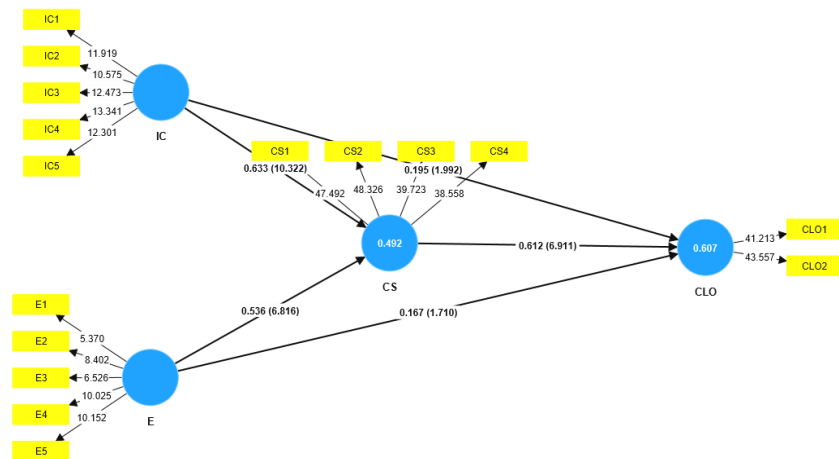 IC1
IC2
IC3
IC4
IC5
11.919
10.575
12.473
13.341
12.301
IC
CS1
CS2
CS3
CS4
0.633 (10.322)
0.195 (1.992)
47.492
48.326
39.723
38.558
0.492
CS
0.612 (6.911)
0.607
CLO
41.213
43.557
CLO1
CLO2
0.536 (6.816)
0.167 (1.710)
E1
E2
E3
E4
E5
5.370
8.402
6.526
10.025
10.152
E